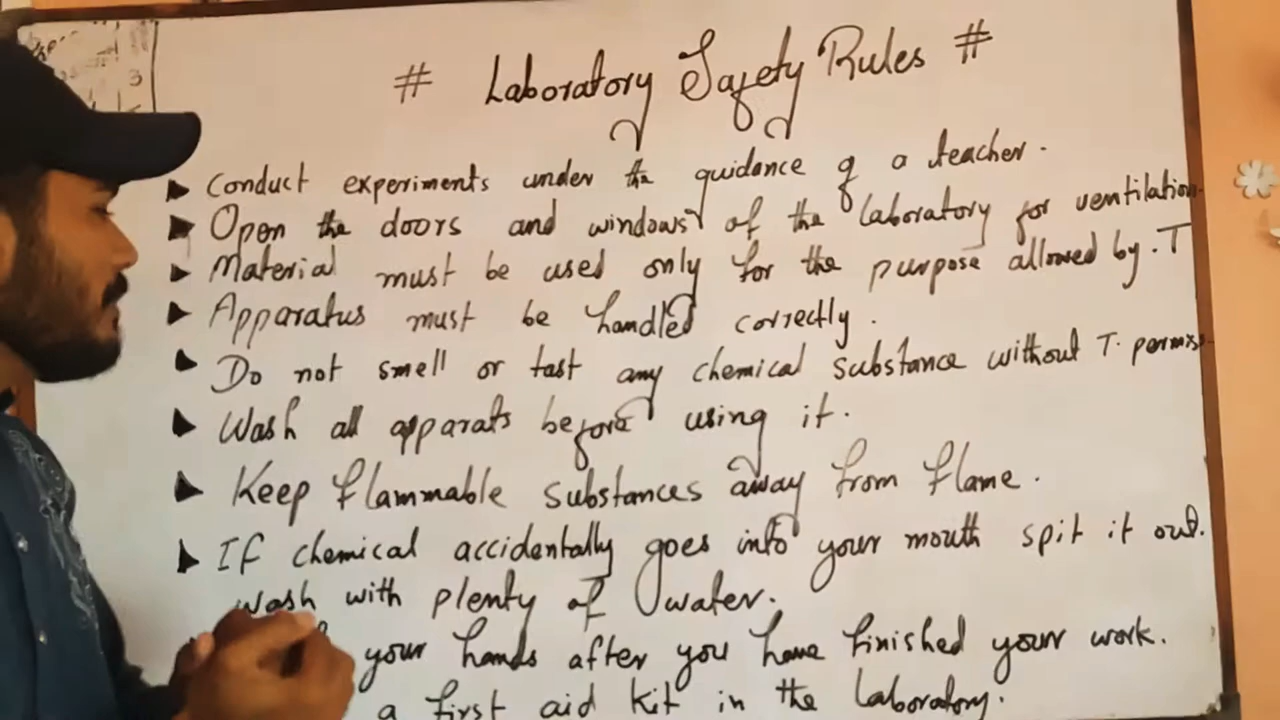 # Laboratory Safety Rules #
▶ Conduct experiments under the guidance of a teacher.
▶ Open the doors and windows of the laboratory for ventilation.
▶ Material must be used only for the purpose allowed by. T
▶ Apparatus must be handled correctly.
▶ Do not smell or tast any chemical substance without T. permiss
▶ Wash all apparats before using it.
▶ Keep flammable substances away from flame.
▶ If chemical accidentally goes into your mouth spit it out.
wash with plenty of water.
your hands after you have finished your work.
a first aid kit in the laboratory.